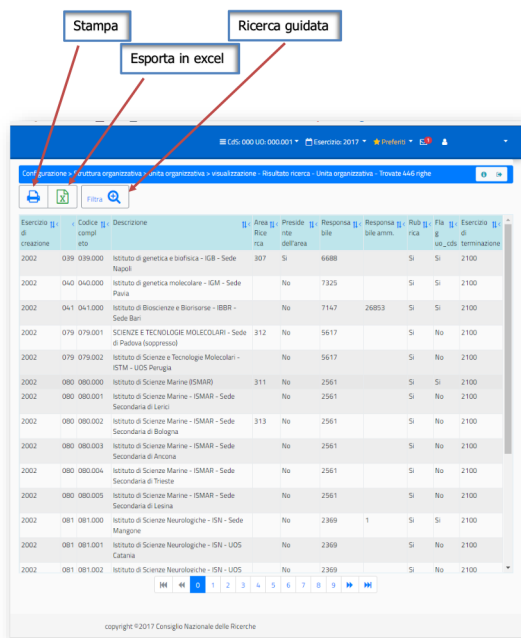 Stampa
Ricerca guidata
Esporta in excel
CdS: 000 UO: 000.001 Esercizio: 2017 Preferiti
Configurazione > Struttura organizzativa > Unita organizzativa > visualizzazione - Risultato ricerca - Unita organizzativa - Trovate 446 righe
Filtra
Esercizio di creazione Codice completo Descrizione Area Ricerca Presidente dell'area Responsabile Responsabile amm. Rubrica Flag uo_cds Esercizio di terminazione
2002 039 039.000 Istituto di genetica e biofisica - IGB - Sede Napoli 307 Si 6688 Si Si 2100
2002 040 040.000 Istituto di genetica molecolare - IGM - Sede Pavia No 7325 Si Si 2100
2002 041 041.000 Istituto di Bioscienze e Biorisorse - IBBR - Sede Bari No 7147 26853 Si Si 2100
2002 079 079.001 SCIENZE E TECNOLOGIE MOLECOLARI - Sede di Padova (soppresso) 312 No 5617 Si No 2100
2002 079 079.002 Istituto di Scienze e Tecnologie Molecolari - ISTM - UOS Perugia No 5617 Si No 2100
2002 080 080.000 Istituto di Scienze Marine (ISMAR) 311 No 2561 Si Si 2100
2002 080 080.001 Istituto di Scienze Marine - ISMAR - Sede Secondaria di Lerici No 2561 Si No 2100
2002 080 080.002 Istituto di Scienze Marine - ISMAR - Sede Secondaria di Bologna 313 No 2561 Si No 2100
2002 080 080.003 Istituto di Scienze Marine - ISMAR - Sede Secondaria di Ancona No 2561 Si No 2100
2002 080 080.004 Istituto di Scienze Marine - ISMAR - Sede Secondaria di Trieste No 2561 Si No 2100
2002 080 080.005 Istituto di Scienze Marine - ISMAR - Sede Secondaria di Lesina No 2561 Si No 2100
2002 081 081.000 Istituto di Scienze Neurologiche - ISN - Sede Mangone No 2369 1 Si Si 2100
2002 081 081.001 Istituto di Scienze Neurologiche - ISN - UOS Catania No 2369 Si No 2100
2002 081 081.002 Istituto di Scienze Neurologiche - ISN - UOS No 2369 Si No 2100
0 1 2 3 4 5 6 7 8 9
copyright ©2017 Consiglio Nazionale delle Ricerche